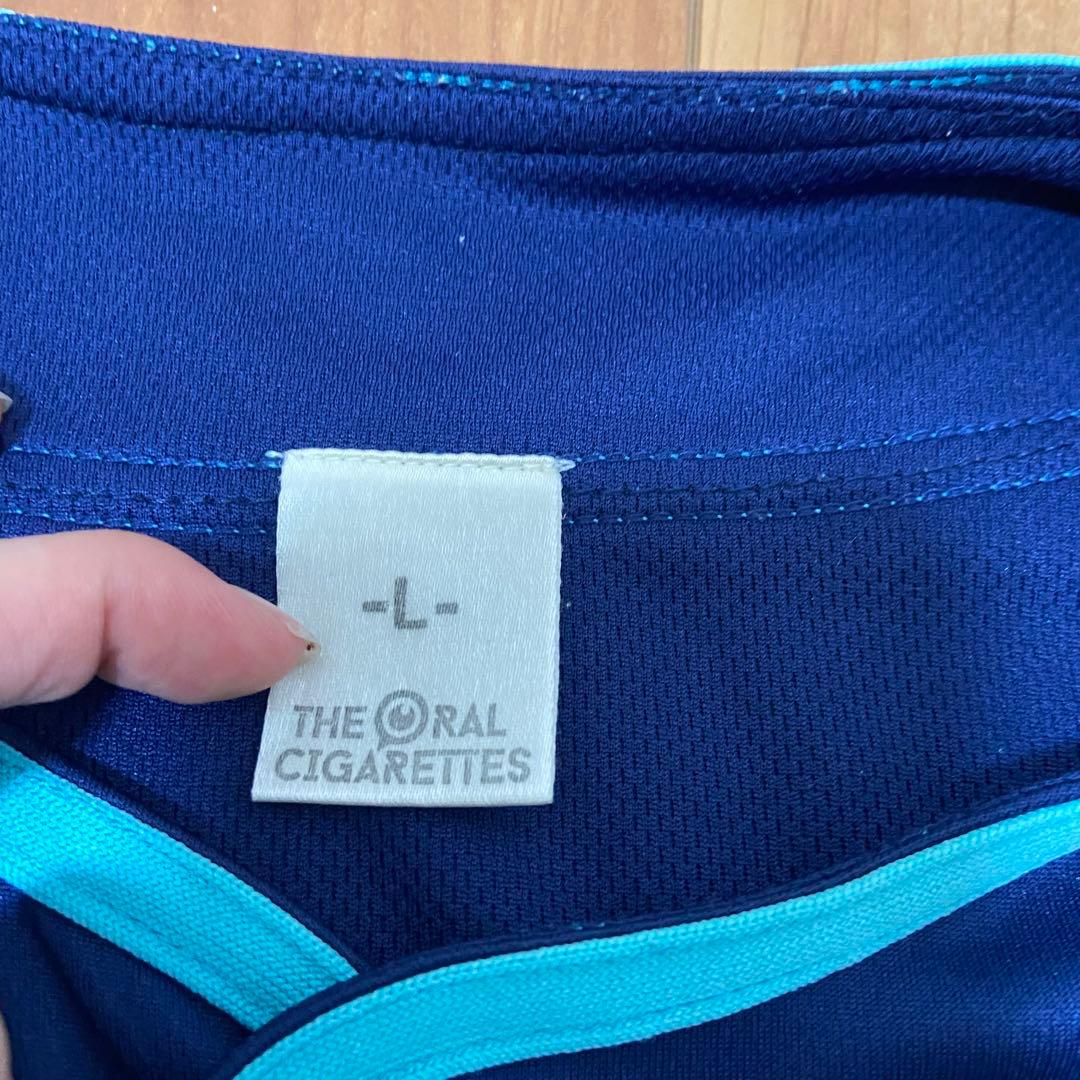 -L-
THE ORAL
CIGARETTES